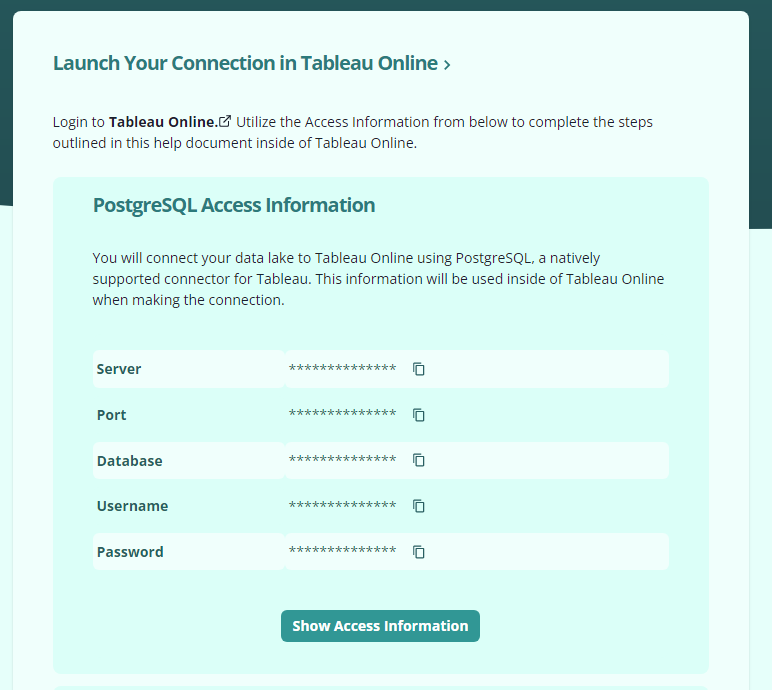 Launch Your Connection in Tableau Online ›
Login to Tableau Online. Utilize the Access Information from below to complete the steps
outlined in this help document inside of Tableau Online.
PostgreSQL Access Information
You will connect your data lake to Tableau Online using PostgreSQL, a natively
supported connector for Tableau. This information will be used inside of Tableau Online
when making the connection.
Server **************
Port **************
Database **************
Username **************
Password **************
Show Access Information